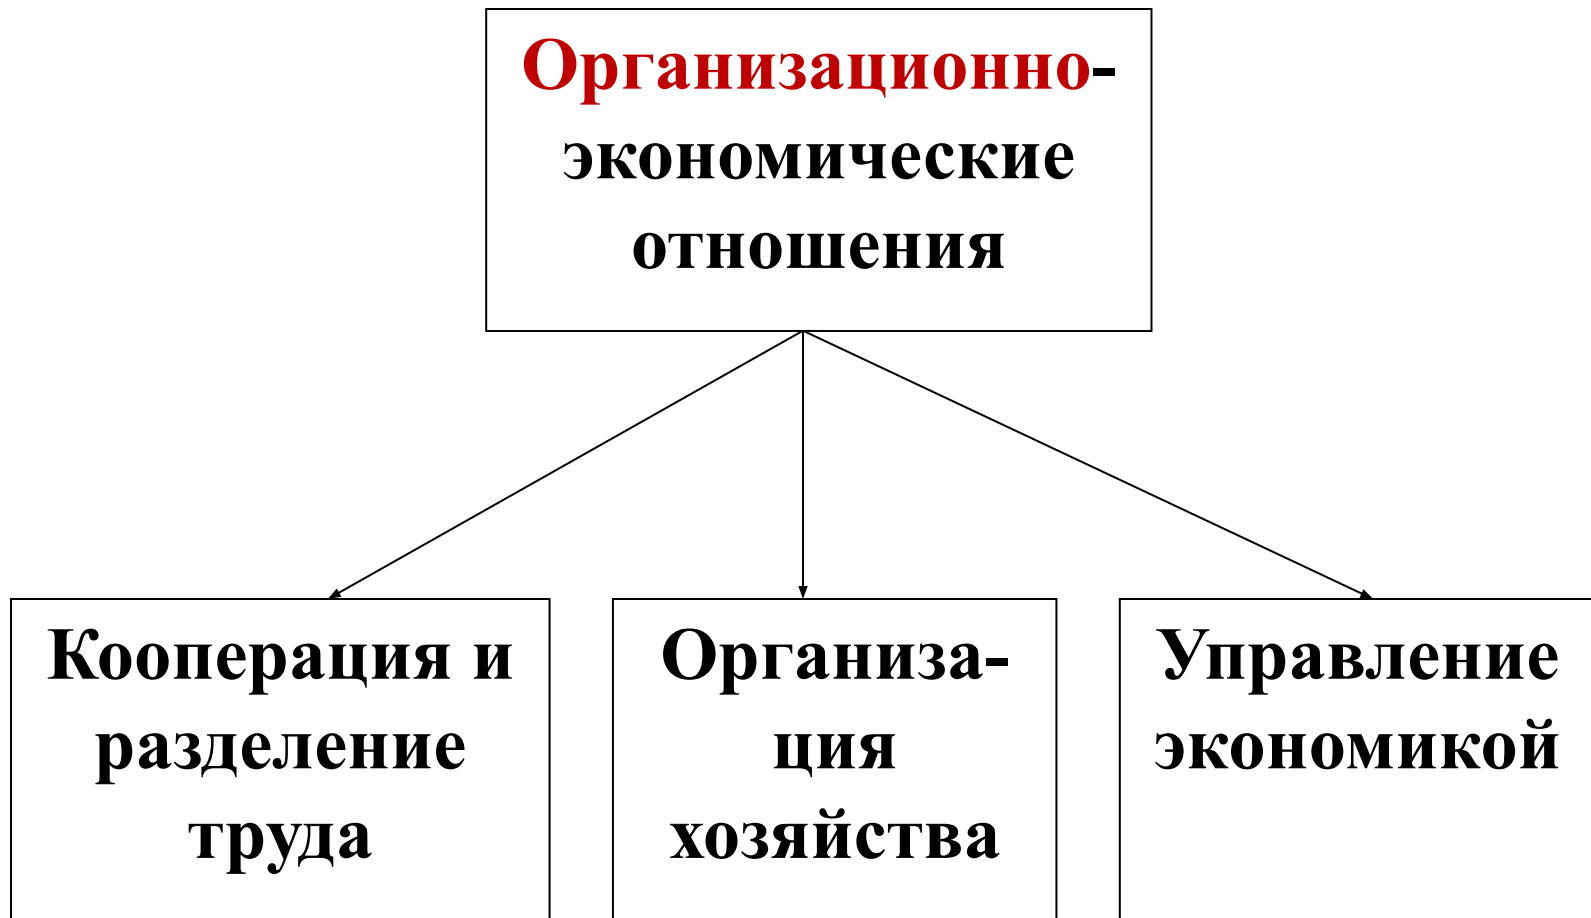 Организационно-
экономические
отношения
Кооперация и
разделение
труда
Организа-
ция
хозяйства
Управление
экономикой